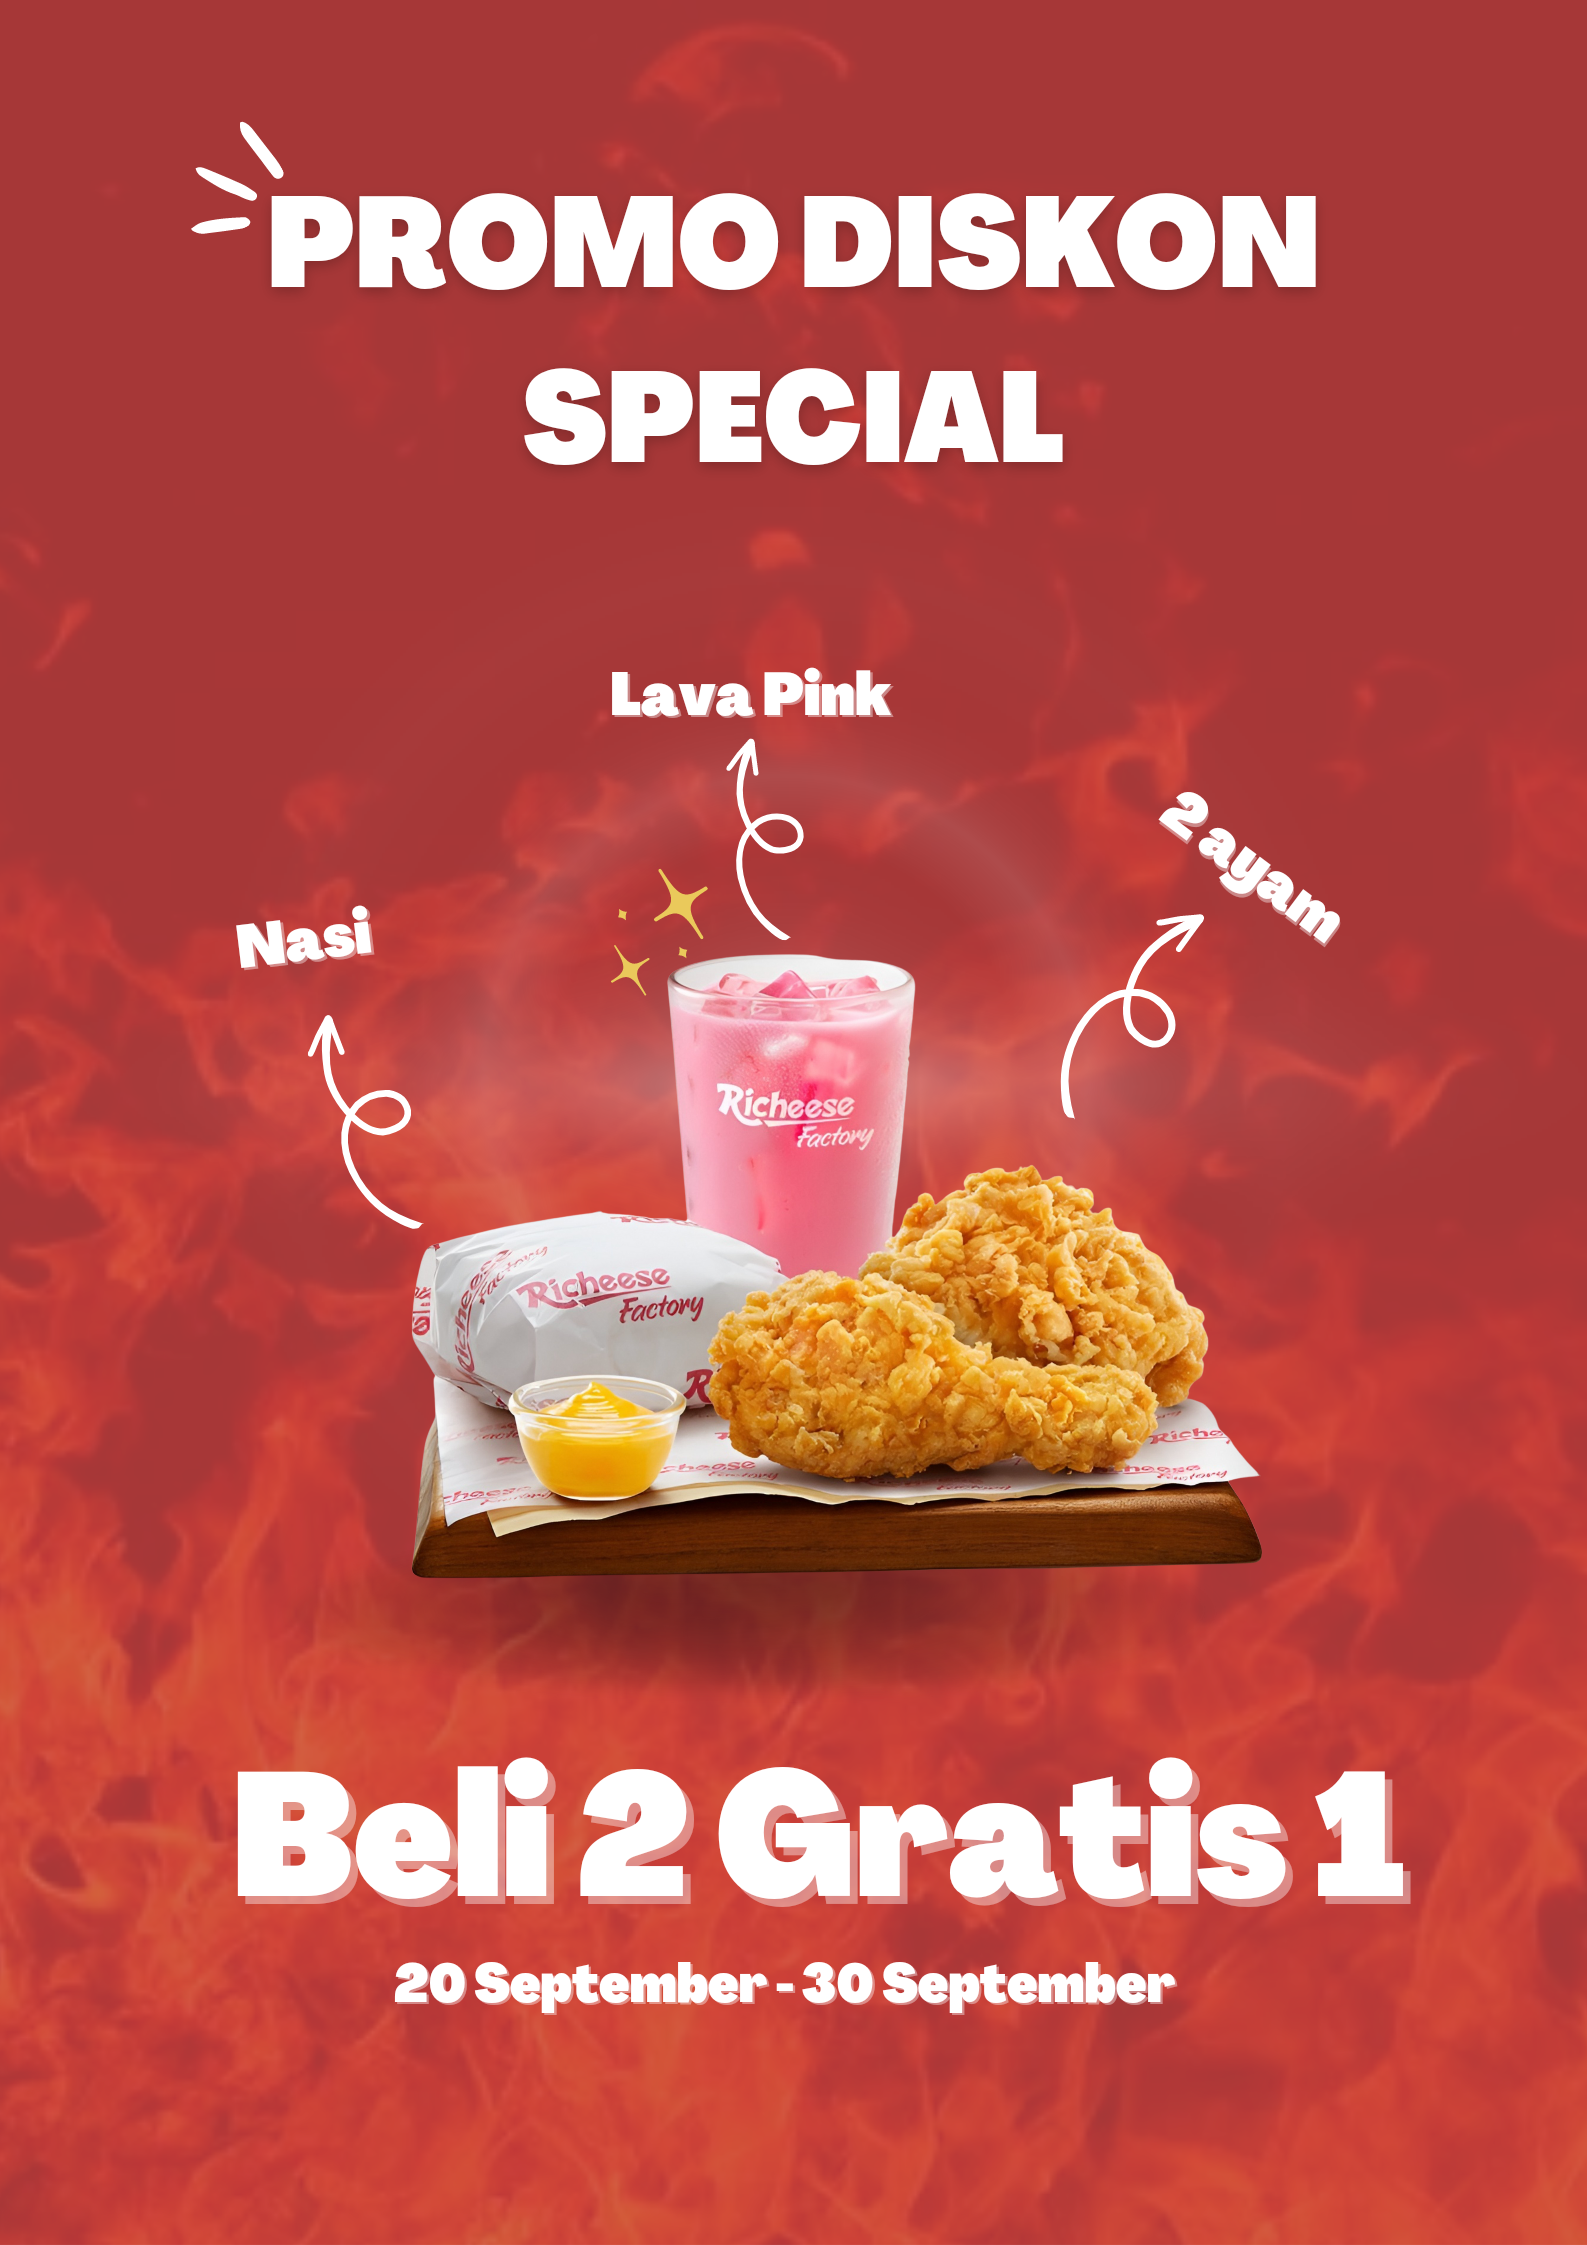 PROMO DISKON
SPECIAL
Lava Pink
2 ayam
Nasi
Richeese
Factory
Richeese
Factory
Beli 2 Gratis 1
20 September - 30 September